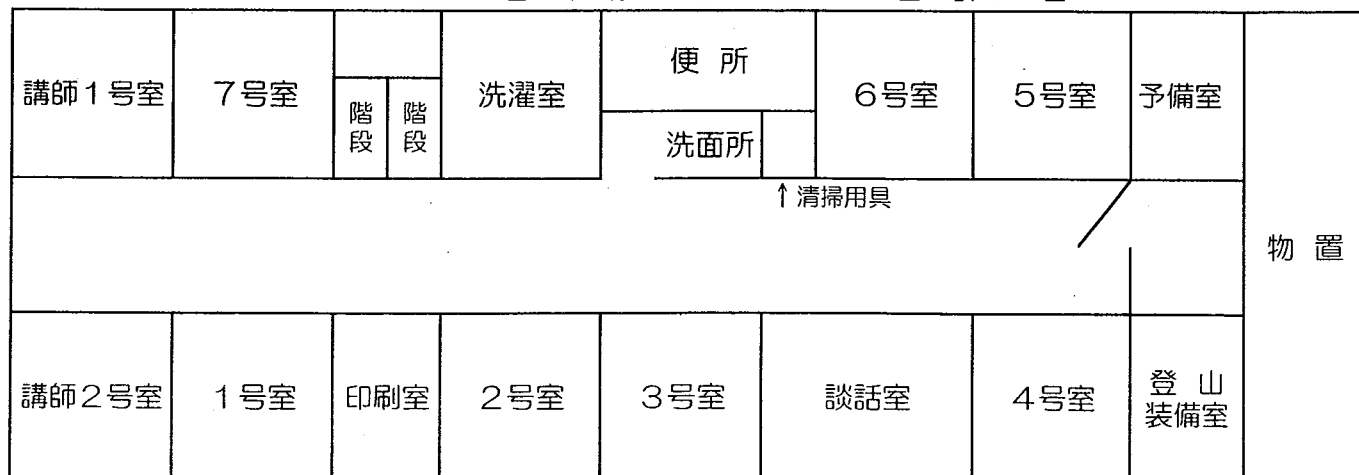 講師１号室
７号室
階段
階段
洗濯室
便 所
洗面所
６号室
５号室
予備室
↑清掃用具
物 置
講師２号室
１号室
印刷室
２号室
３号室
談話室
４号室
登 山
装備室